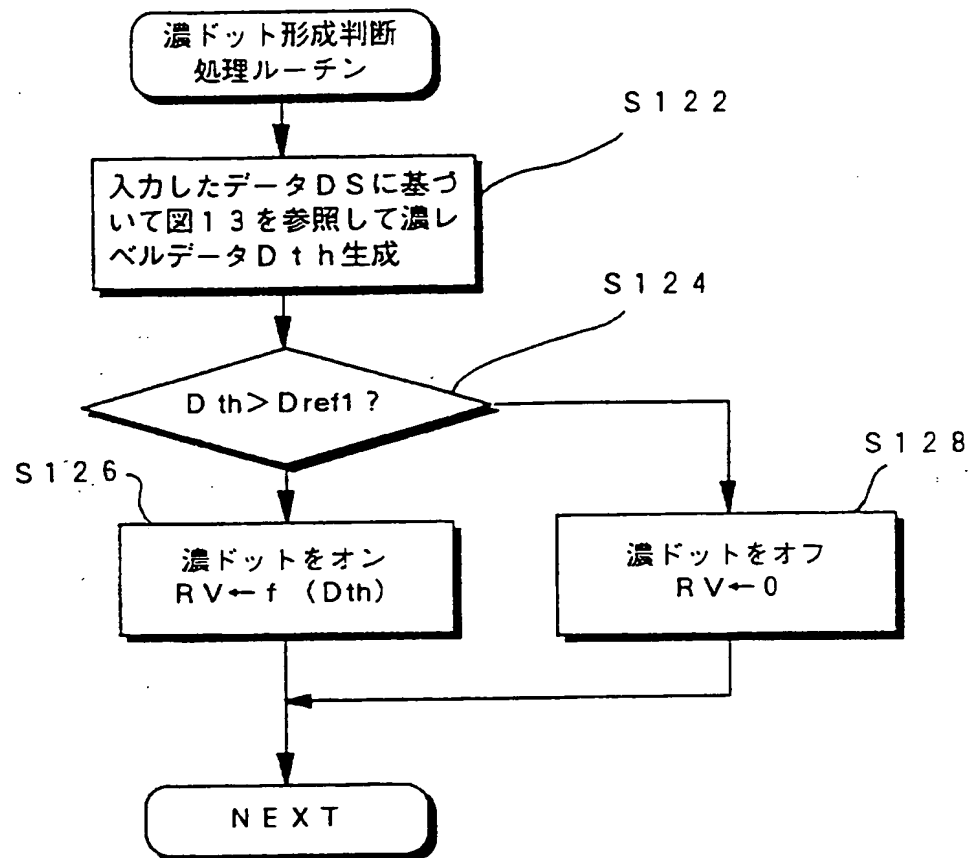 濃ドット形成判断
処理ルーチン
S122
入力したデータDSに基づ
いて図13を参照して濃レ
ベルデータDth生成
S124
Dth>Dref1?
S126
濃ドットをオン
RV←f (Dth)
S128
濃ドットをオフ
RV←0
NEXT